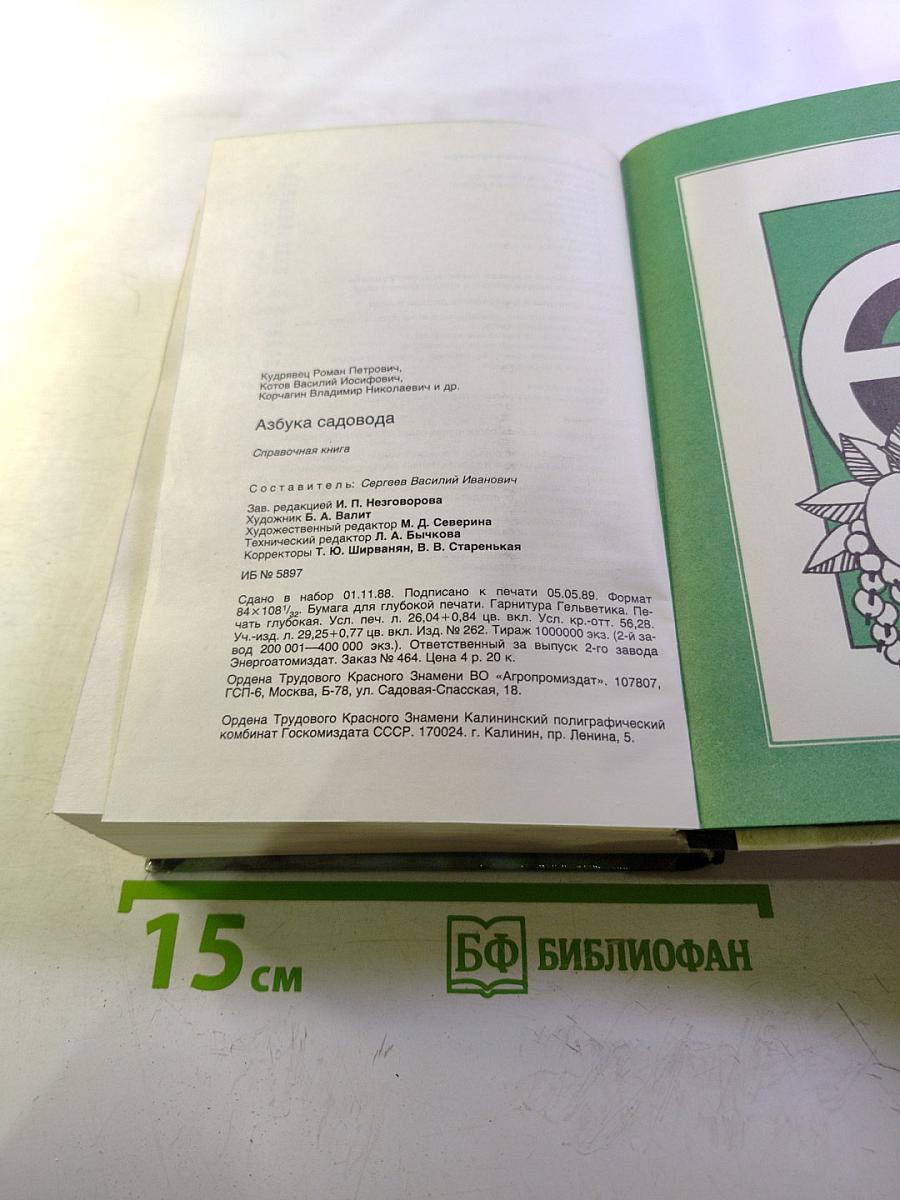 Кудрявец Роман Петрович,
Котов Василий Иосифович,
Корчагин Владимир Николаевич и др.
Азбука садовода
Справочная книга
Составитель: Сергеев Василий Иванович
Зав. редакцией И. П. Незговорова
Художник Б. А. Валит
Художественный редактор М. Д. Северина
Технический редактор Л. А. Бычкова
Корректоры Т. Ю. Ширванян, В. В. Старенькая
ИБ № 5897
Сдано в набор 01.11.88. Подписано к печати 05.05.89. Формат
84×108¹/₃₂. Бумага для глубокой печати. Гарнитура Гельветика. Пе-
чать глубокая. Усл. печ. л. 26,04+0,84 цв. вкл. Усл. кр.-отт. 56,28.
Уч.-изд. л. 29,25+0,77 цв. вкл. Изд. № 262. Тираж 1000000 экз. (2-й за-
вод 200 001—400 000 экз.). Ответственный за выпуск 2-го завода
Энергоатомиздат. Заказ № 464. Цена 4 р. 20 к.
Ордена Трудового Красного Знамени ВО «Агропромиздат». 107807,
ГСП-6, Москва, Б-78, ул. Садовая-Спасская, 18.
Ордена Трудового Красного Знамени Калининский полиграфический
комбинат Госкомиздата СССР. 170024. г. Калинин, пр. Ленина, 5.
15 см
БФ БИБЛИОФАН